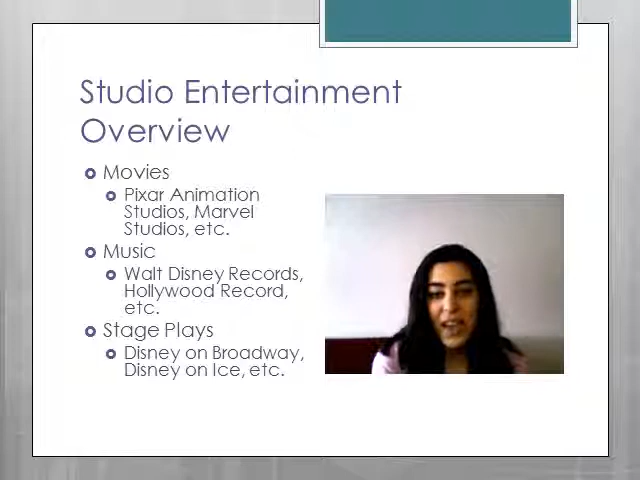 Studio Entertainment
Overview
Movies
Pixar Animation
Studios, Marvel
Studios, etc.
Music
Walt Disney Records,
Hollywood Record,
etc.
Stage Plays
Disney on Broadway,
Disney on Ice, etc.